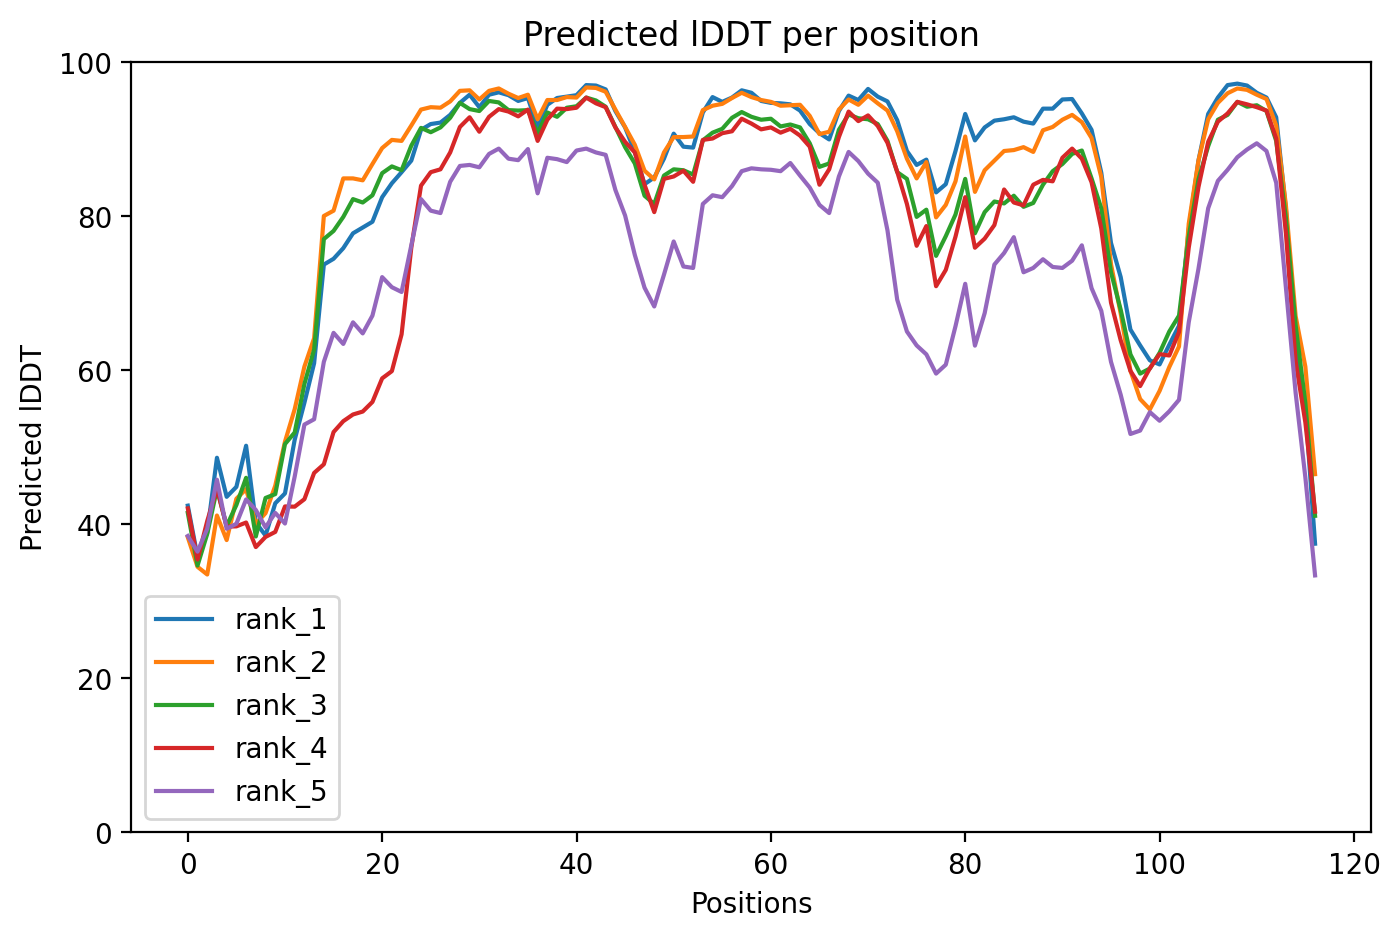 Predicted lDDT per position
100
80
60
40
20
0
Predicted lDDT
rank_1
rank_2
rank_3
rank_4
rank_5
0 20 40 60 80 100 120
Positions